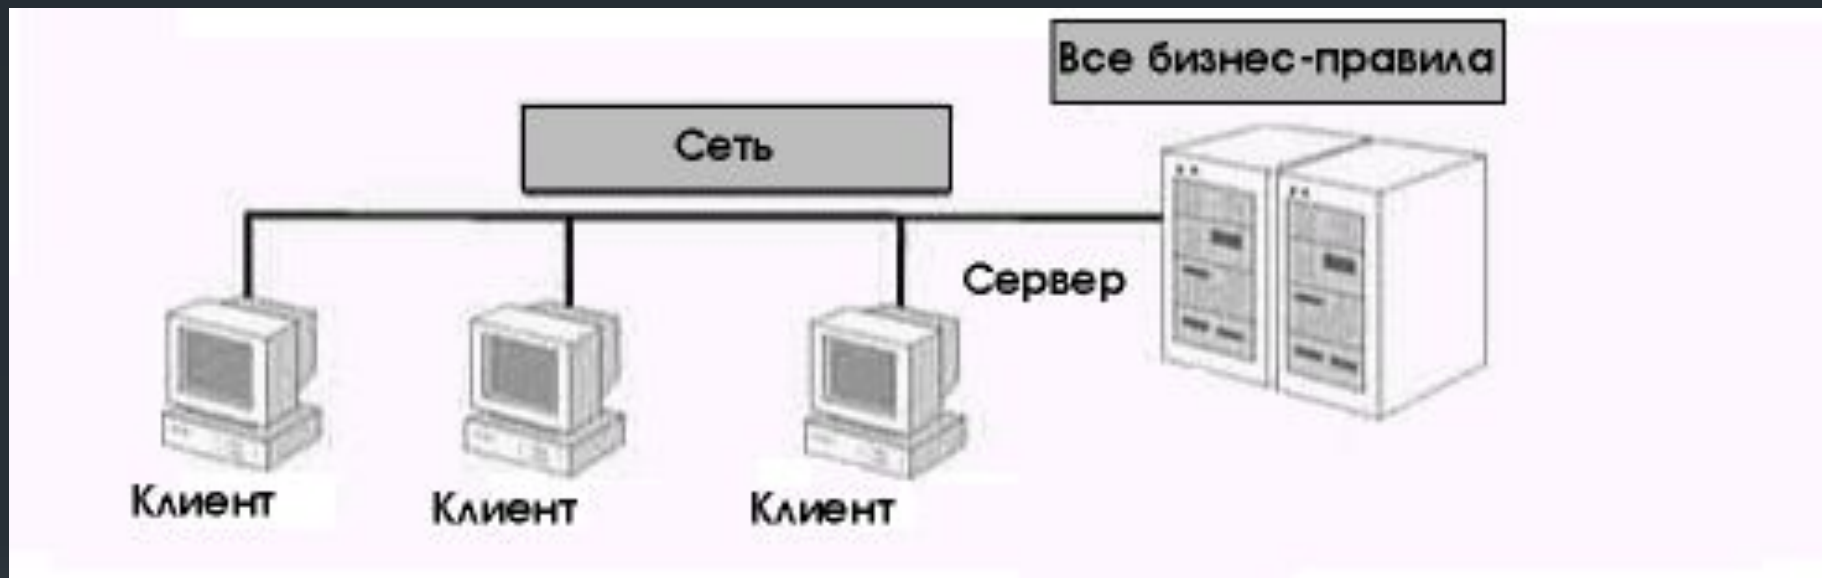 Все бизнес-правила
Сеть
Сервер
Клиент
Клиент
Клиент